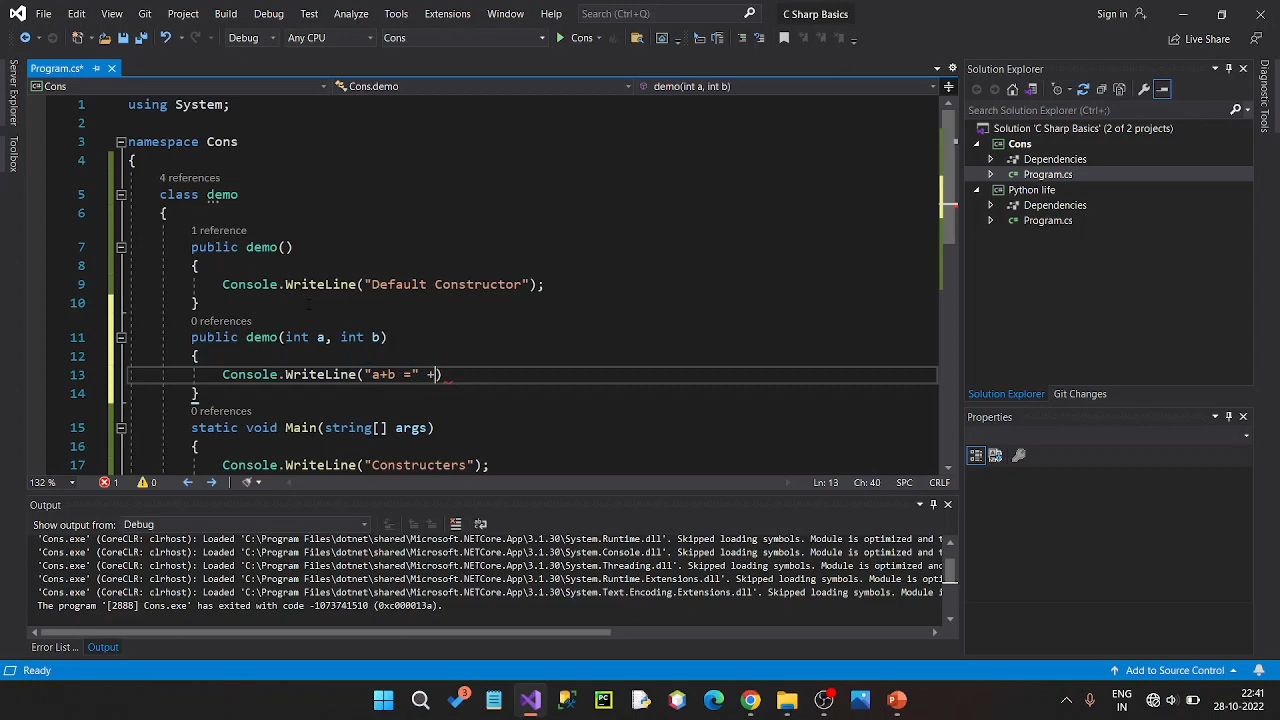 File Edit View Git Project Build Debug Test Analyze Tools Extensions Window Help Search (Ctrl+Q) C Sharp Basics Sign in
Debug Any CPU Cons Cons Live Share
Program.cs*
Cons Cons.demo demo(int a, int b)
Server Explorer
Toolbox
1 using System;
2
3 namespace Cons
4 {
4 references
5 class demo
6 {
1 reference
7 public demo()
8 {
9 Console.WriteLine("Default Constructor");
10 }
0 references
11 public demo(int a, int b)
12 {
13 Console.WriteLine("a+b =" +)
14 }
0 references
15 static void Main(string[] args)
16 {
17 Console.WriteLine("Constructers");
132 % 1 0 Ln: 13 Ch: 40 SPC CRLF
Output
Show output from: Debug
'Cons.exe' (CoreCLR: clrhost): Loaded 'C:\Program Files\dotnet\shared\Microsoft.NETCore.App\3.1.30\System.Runtime.dll'. Skipped loading symbols. Module is optimized and t
'Cons.exe' (CoreCLR: clrhost): Loaded 'C:\Program Files\dotnet\shared\Microsoft.NETCore.App\3.1.30\System.Console.dll'. Skipped loading symbols. Module is optimized and t
'Cons.exe' (CoreCLR: clrhost): Loaded 'C:\Program Files\dotnet\shared\Microsoft.NETCore.App\3.1.30\System.Threading.dll'. Skipped loading symbols. Module is optimized and
'Cons.exe' (CoreCLR: clrhost): Loaded 'C:\Program Files\dotnet\shared\Microsoft.NETCore.App\3.1.30\System.Runtime.Extensions.dll'. Skipped loading symbols. Module is opti
'Cons.exe' (CoreCLR: clrhost): Loaded 'C:\Program Files\dotnet\shared\Microsoft.NETCore.App\3.1.30\System.Text.Encoding.Extensions.dll'. Skipped loading symbols. Module i
The program '[2888] Cons.exe' has exited with code -1073741510 (0xc000013a).
Error List ... Output
Solution Explorer
Search Solution Explorer (Ctrl+;)
Solution 'C Sharp Basics' (2 of 2 projects)
Cons
Dependencies
C# Program.cs
Python life
Dependencies
C# Program.cs
Solution Explorer Git Changes
Properties
Diagnostic Tools
Ready Add to Source Control
3 PC ENG
IN
22:41
28-10-2022